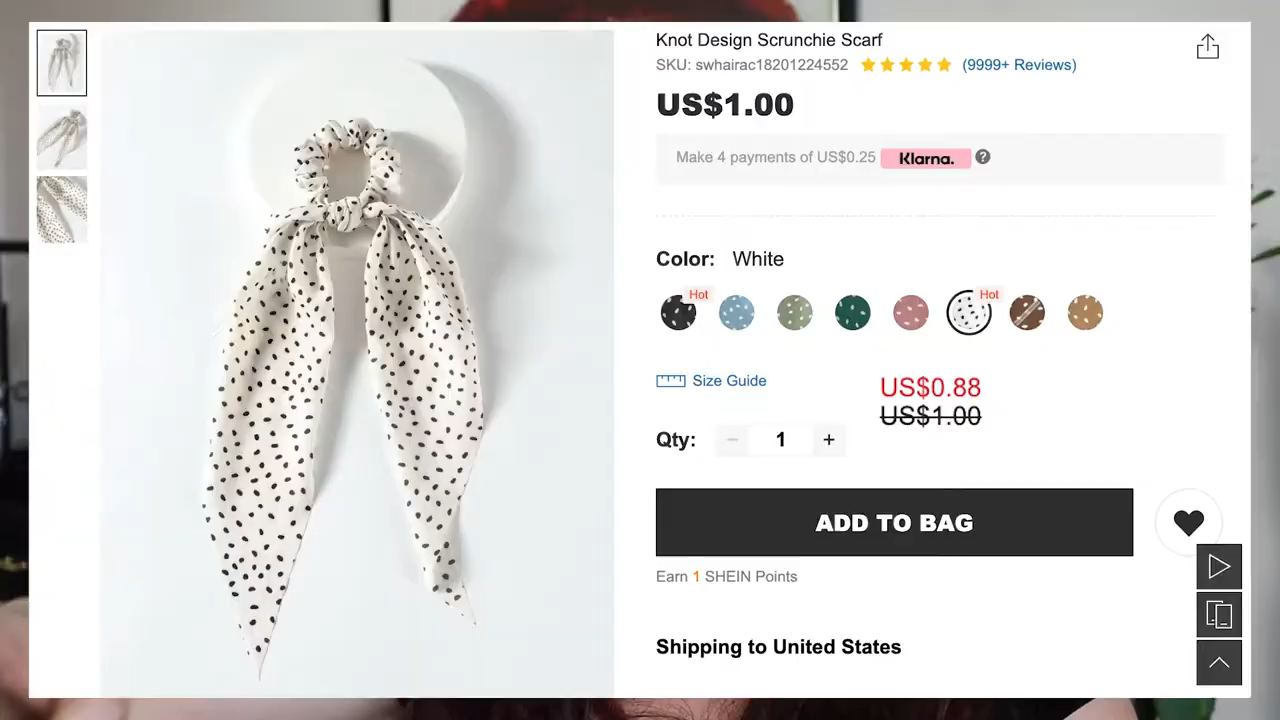 Knot Design Scrunchie Scarf
SKU: swhairac18201224552 (9999+ Reviews)
US$1.00
Make 4 payments of US$0.25 Klarna. ?
Color: White
Hot
Hot
Size Guide
US$0.88
US$1.00
Qty: − 1 +
ADD TO BAG
Earn 1 SHEIN Points
Shipping to United States